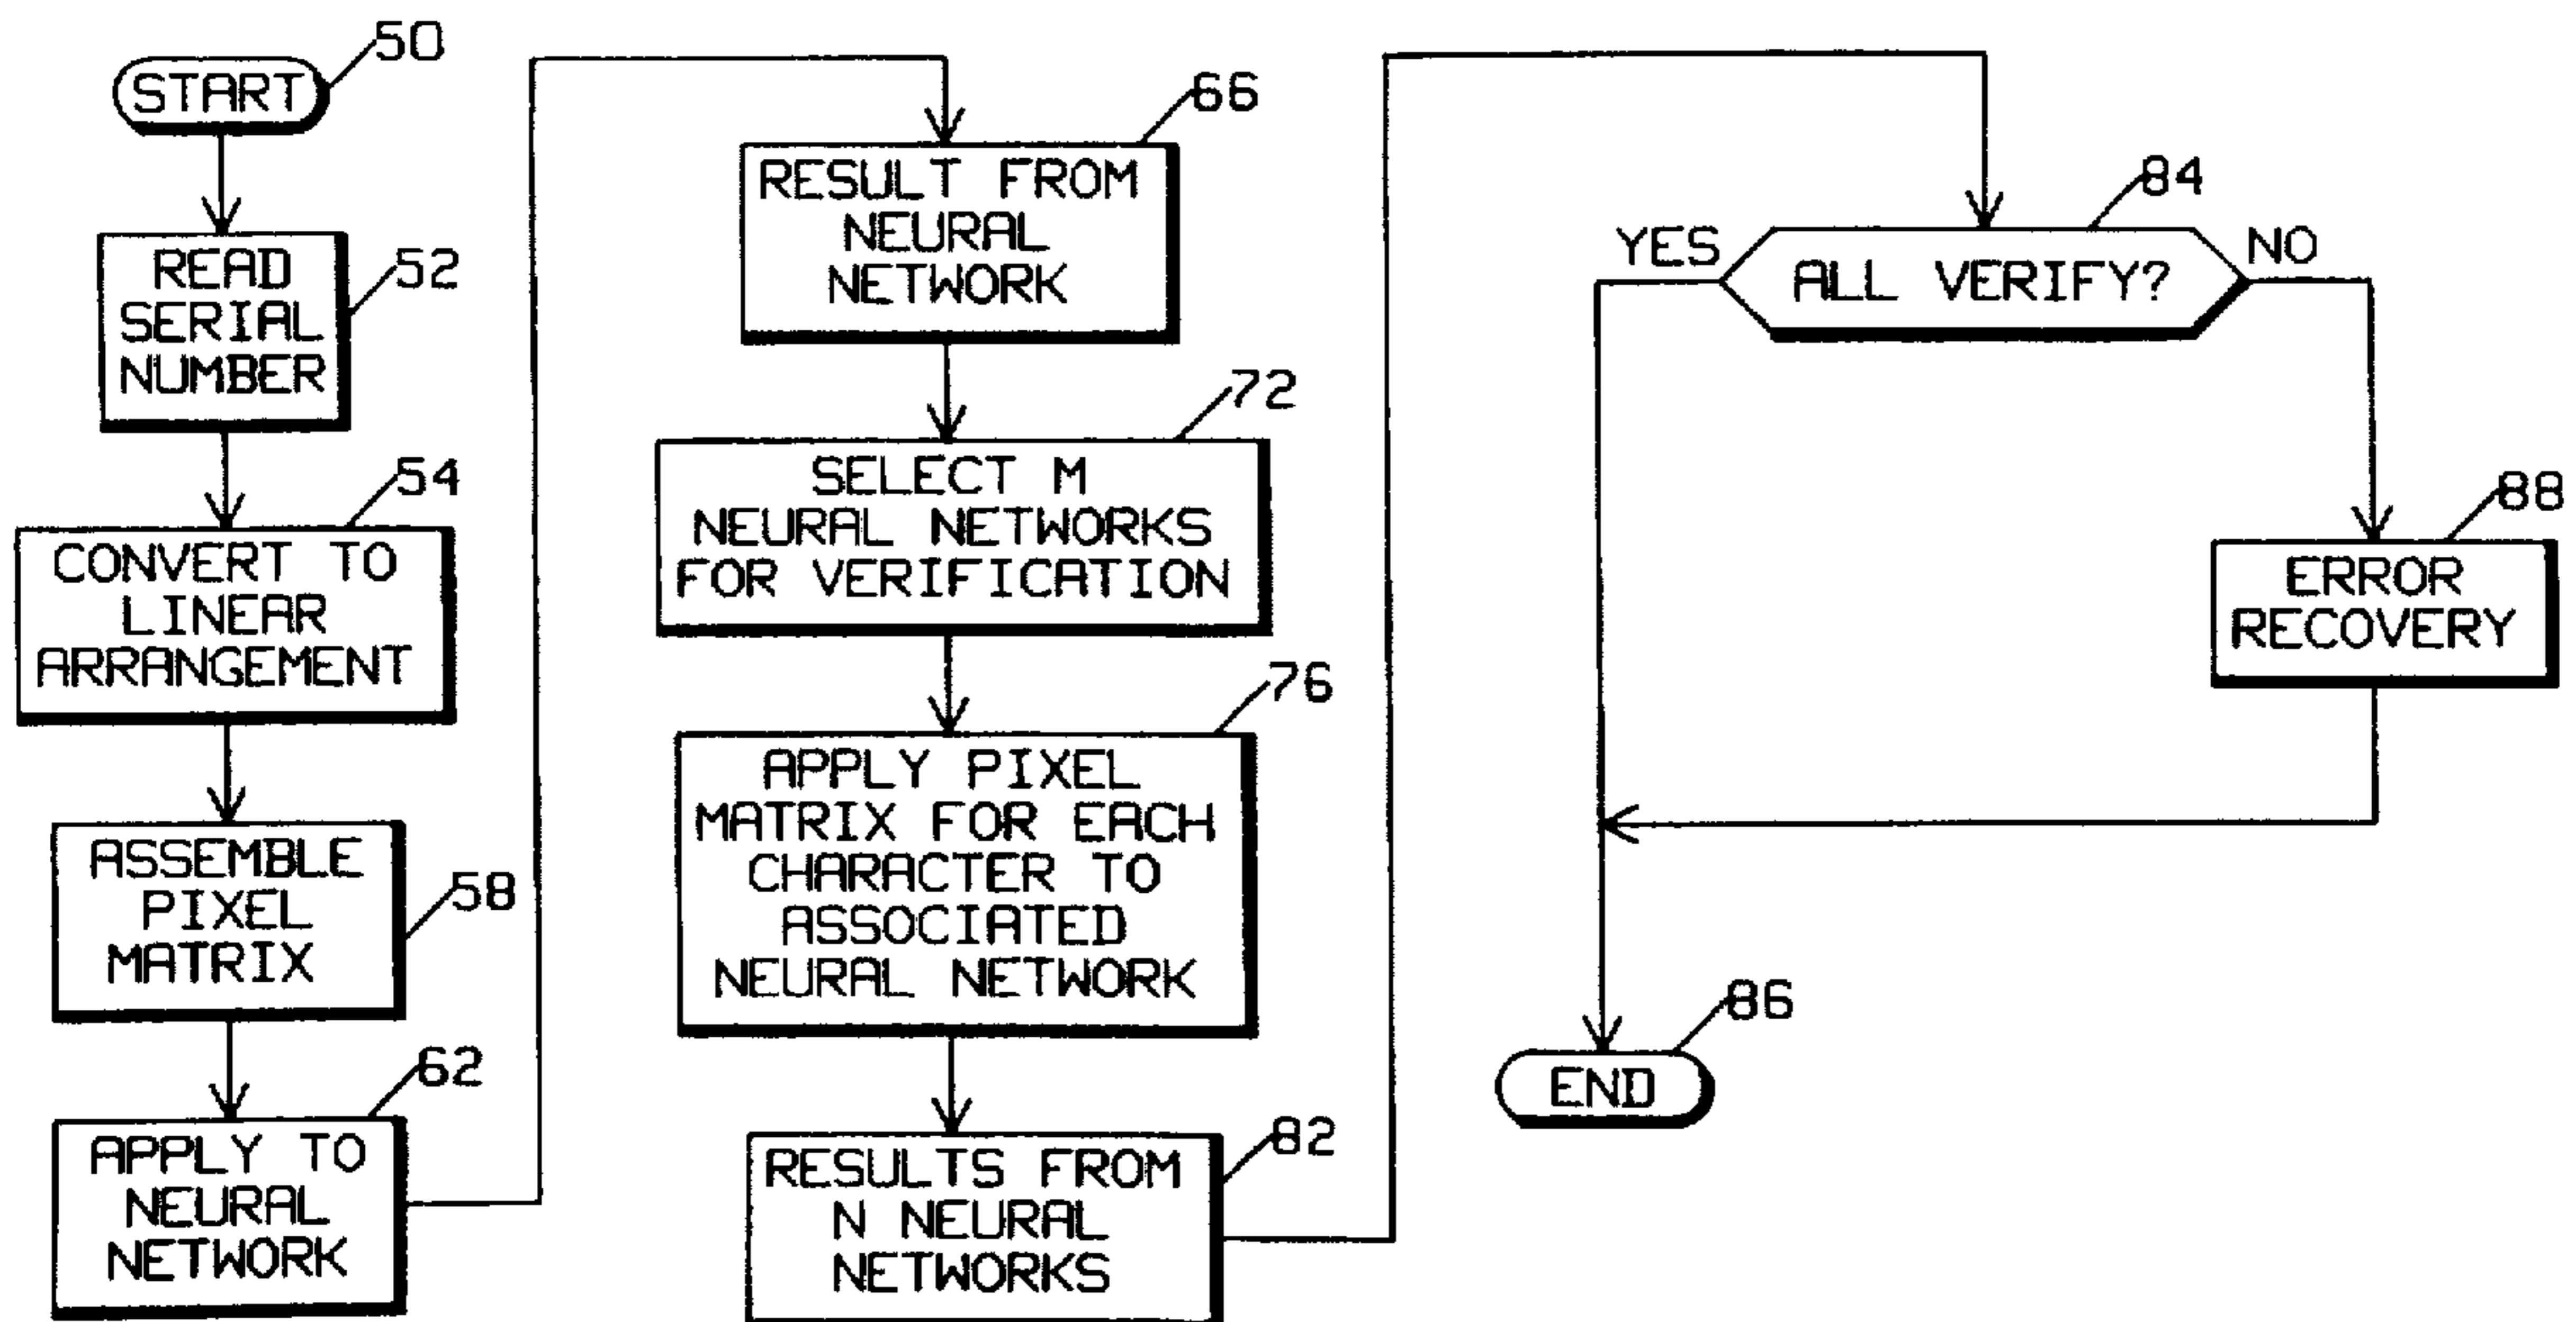 50
START
52
READ
SERIAL
NUMBER
54
CONVERT TO
LINEAR
ARRANGEMENT
58
ASSEMBLE
PIXEL
MATRIX
62
APPLY TO
NEURAL
NETWORK
66
RESULT FROM
NEURAL
NETWORK
72
SELECT M
NEURAL NETWORKS
FOR VERIFICATION
76
APPLY PIXEL
MATRIX FOR EACH
CHARACTER TO
ASSOCIATED
NEURAL NETWORK
82
RESULTS FROM
N NEURAL
NETWORKS
84
YES
ALL VERIFY?
NO
88
ERROR
RECOVERY
86
END